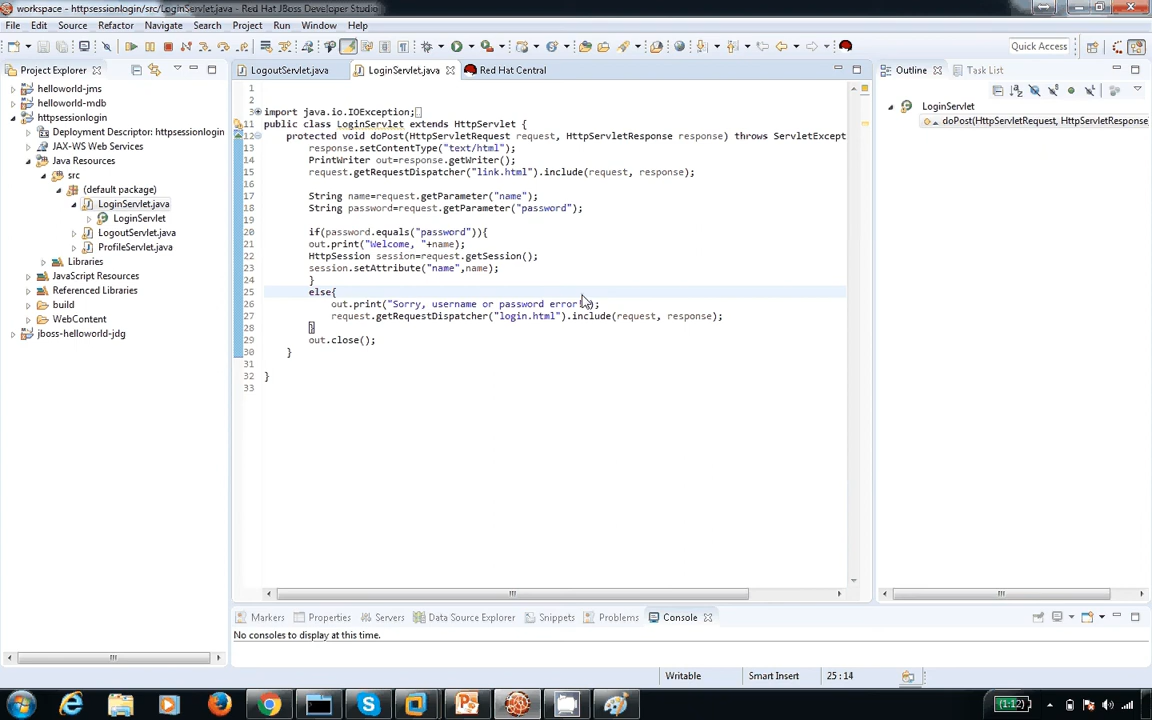 workspace - httpsessionlogin/src/LoginServlet.java - Red Hat JBoss Developer Studio
File Edit Source Refactor Navigate Search Project Run Window Help
Quick Access
Project Explorer
LogoutServlet.java LoginServlet.java Red Hat Central
Outline Task List
helloworld-jms
helloworld-mdb
httpsessionlogin
Deployment Descriptor: httpsessionlogin
JAX-WS Web Services
Java Resources
src
(default package)
LoginServlet.java
LoginServlet
LogoutServlet.java
ProfileServlet.java
Libraries
JavaScript Resources
Referenced Libraries
build
WebContent
jboss-helloworld-jdg
1
2
3 import java.io.IOException;
11 public class LoginServlet extends HttpServlet {
12 protected void doPost(HttpServletRequest request, HttpServletResponse response) throws ServletExcept
13 response.setContentType("text/html");
14 PrintWriter out=response.getWriter();
15 request.getRequestDispatcher("link.html").include(request, response);
16
17 String name=request.getParameter("name");
18 String password=request.getParameter("password");
19
20 if(password.equals("password")){
21 out.print("Welcome, "+name);
22 HttpSession session=request.getSession();
23 session.setAttribute("name",name);
24 }
25 else{
26 out.print("Sorry, username or password error!");
27 request.getRequestDispatcher("login.html").include(request, response);
28 }
29 out.close();
30 }
31
32 }
33
LoginServlet
doPost(HttpServletRequest, HttpServletResponse
Markers Properties Servers Data Source Explorer Snippets Problems Console
No consoles to display at this time.
Writable Smart Insert 25:14
(1:12)